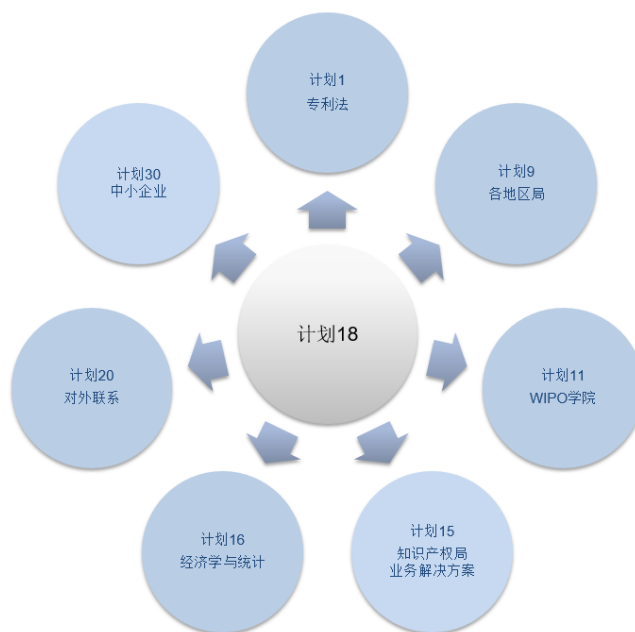 计划1
专利法
计划30
中小企业
计划9
各地区局
计划18
计划20
对外联系
计划11
WIPO学院
计划16
经济学与统计
计划15
知识产权局
业务解决方案